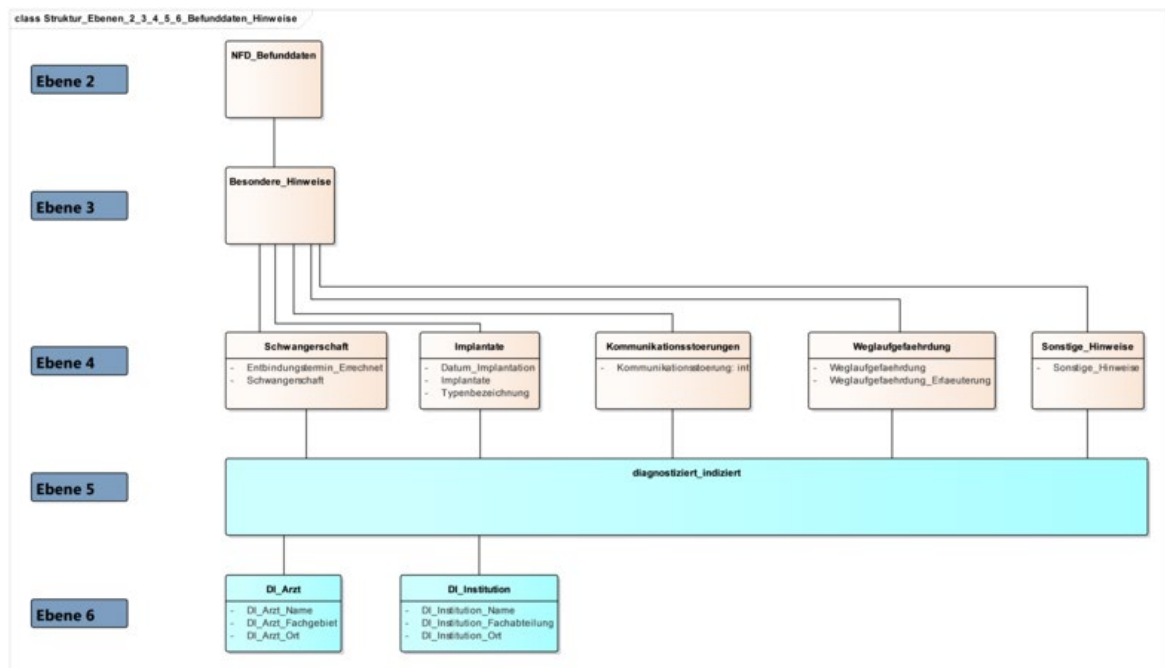 class Struktur_Ebenen_2_3_4_5_6_Befunddaten_Hinweise
Ebene 2
NFD_Befunddaten
Ebene 3
Besondere_Hinweise
Ebene 4
Schwangerschaft
- Entbindungstermin_Errechnet
- Schwangerschaft
Implantate
- Datum_Implantation
- Implantate
- Typenbezeichnung
Kommunikationsstoerungen
- Kommunikationsstoerung: int
Weglaufgefaehrdung
- Weglaufgefaehrdung
- Weglaufgefaehrdung_Erlaeuterung
Sonstige_Hinweise
- Sonstige_Hinweise
Ebene 5
diagnostiziert_indiziert
Ebene 6
DI_Arzt
- DI_Arzt_Name
- DI_Arzt_Fachgebiet
- DI_Arzt_Ort
DI_Institution
- DI_Institution_Name
- DI_Institution_Fachabteilung
- DI_Institution_Ort